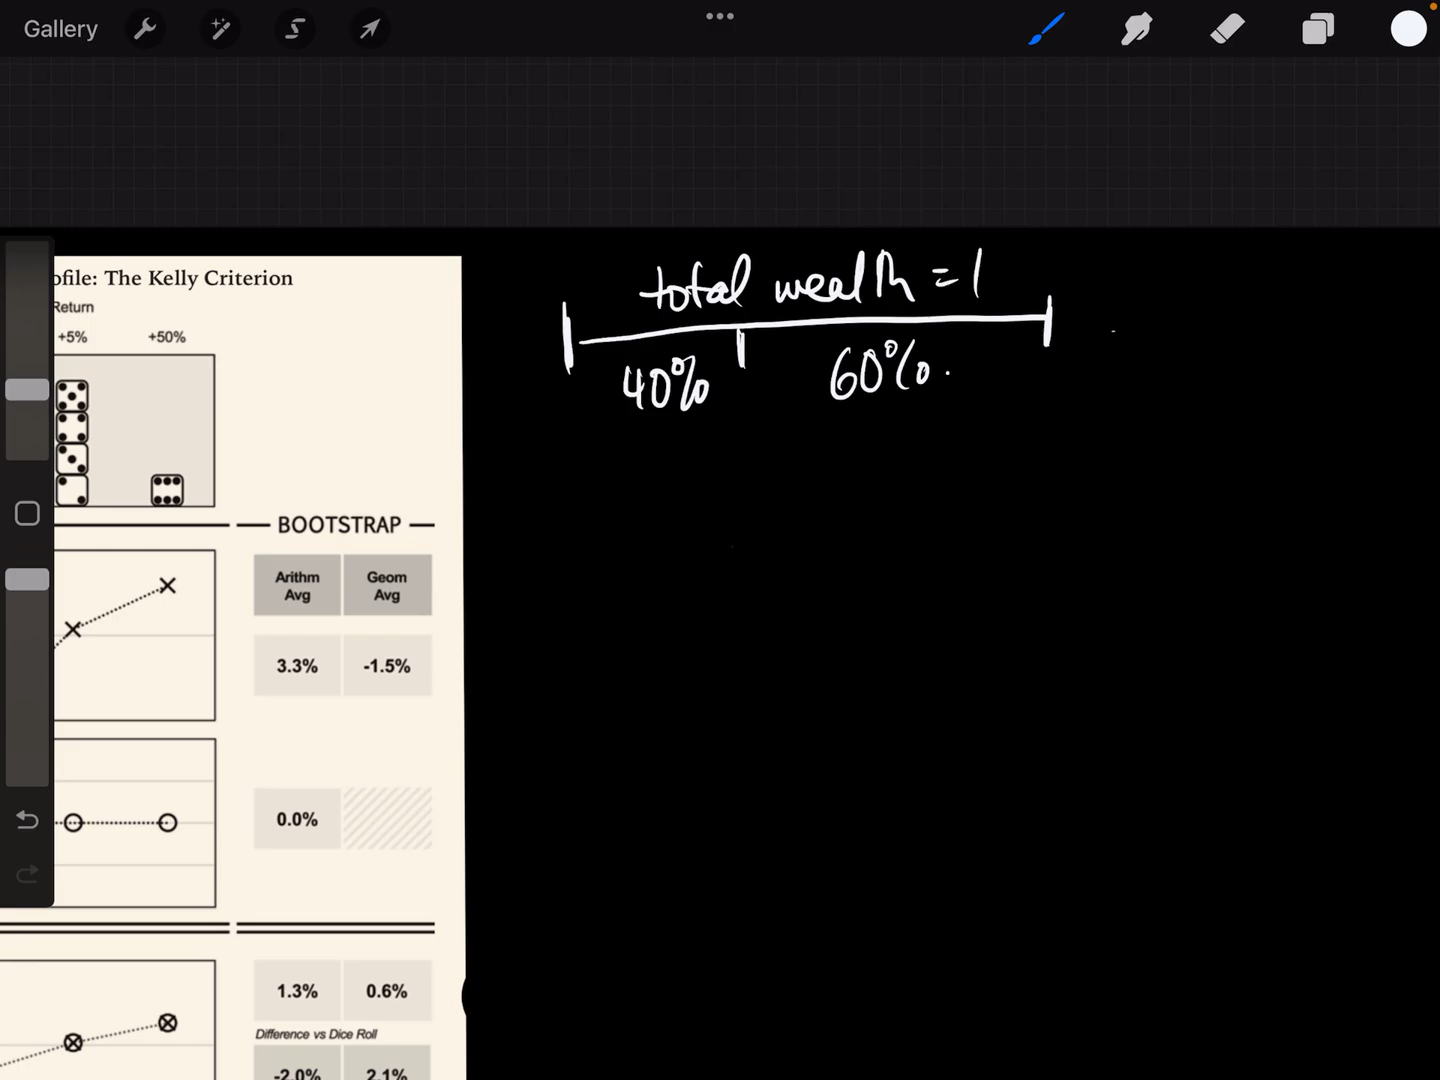 Gallery
ofile: The Kelly Criterion
Return
+5% +50%
total wealth = 1
40% 60%.
BOOTSTRAP
Arithm Avg
Geom Avg
3.3% -1.5%
0.0%
1.3% 0.6%
Difference vs Dice Roll
-2.0% 2.1%